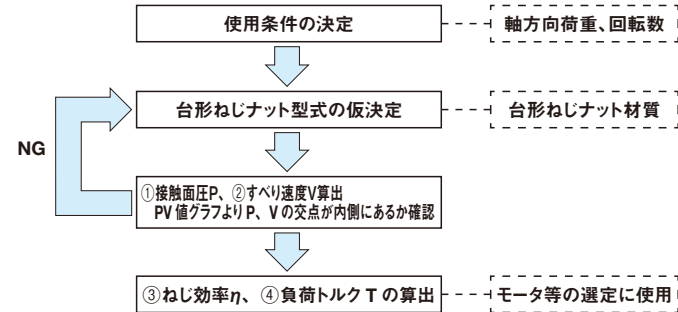 使用条件の決定
軸方向荷重、回転数
台形ねじナット型式の仮決定
台形ねじナット材質
NG
①接触面圧P、②すべり速度V算出
PV値グラフよりP、Vの交点が内側にあるか確認
③ねじ効率η、④負荷トルクTの算出
モータ等の選定に使用